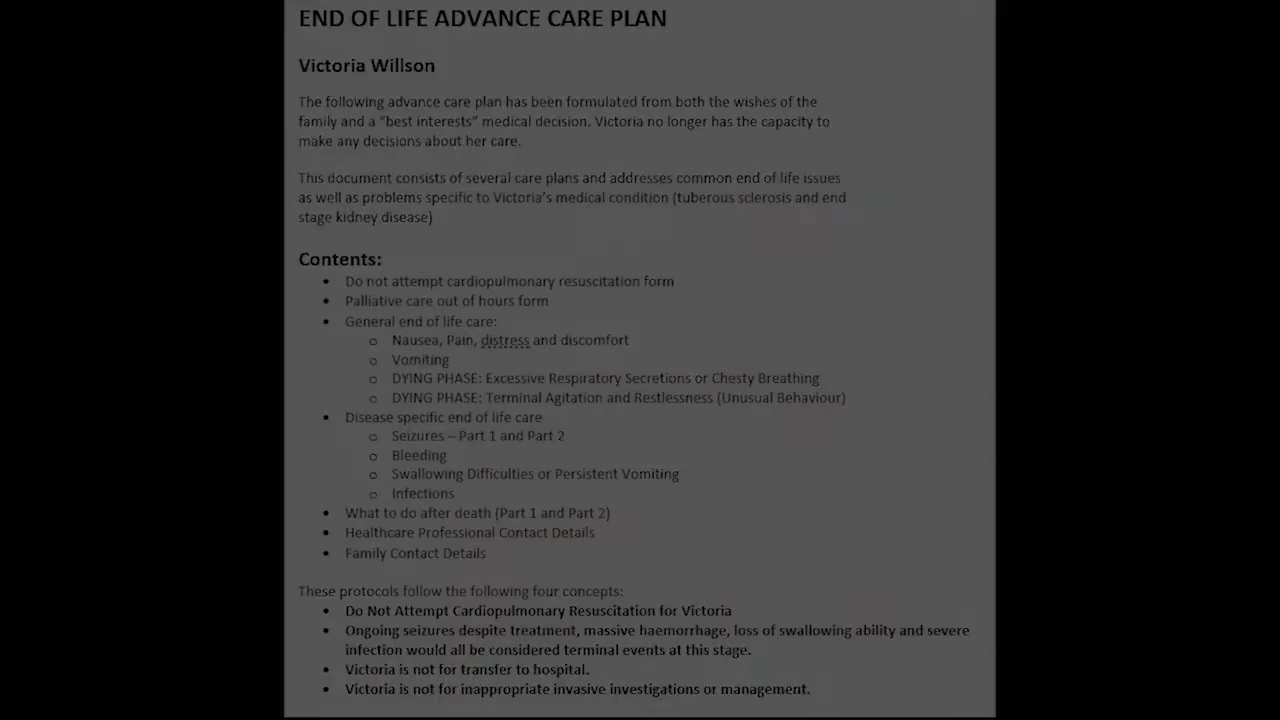 END OF LIFE ADVANCE CARE PLAN
Victoria Willson
The following advance care plan has been formulated from both the wishes of the
family and a “best interests” medical decision. Victoria no longer has the capacity to
make any decisions about her care.
This document consists of several care plans and addresses common end of life issues
as well as problems specific to Victoria’s medical condition (tuberous sclerosis and end
stage kidney disease)
Contents:
• Do not attempt cardiopulmonary resuscitation form
• Palliative care out of hours form
• General end of life care:
o Nausea, Pain, distress and discomfort
o Vomiting
o DYING PHASE: Excessive Respiratory Secretions or Chesty Breathing
o DYING PHASE: Terminal Agitation and Restlessness (Unusual Behaviour)
• Disease specific end of life care
o Seizures – Part 1 and Part 2
o Bleeding
o Swallowing Difficulties or Persistent Vomiting
o Infections
• What to do after death (Part 1 and Part 2)
• Healthcare Professional Contact Details
• Family Contact Details
These protocols follow the following four concepts:
• Do Not Attempt Cardiopulmonary Resuscitation for Victoria
• Ongoing seizures despite treatment, massive haemorrhage, loss of swallowing ability and severe
infection would all be considered terminal events at this stage.
• Victoria is not for transfer to hospital.
• Victoria is not for inappropriate invasive investigations or management.